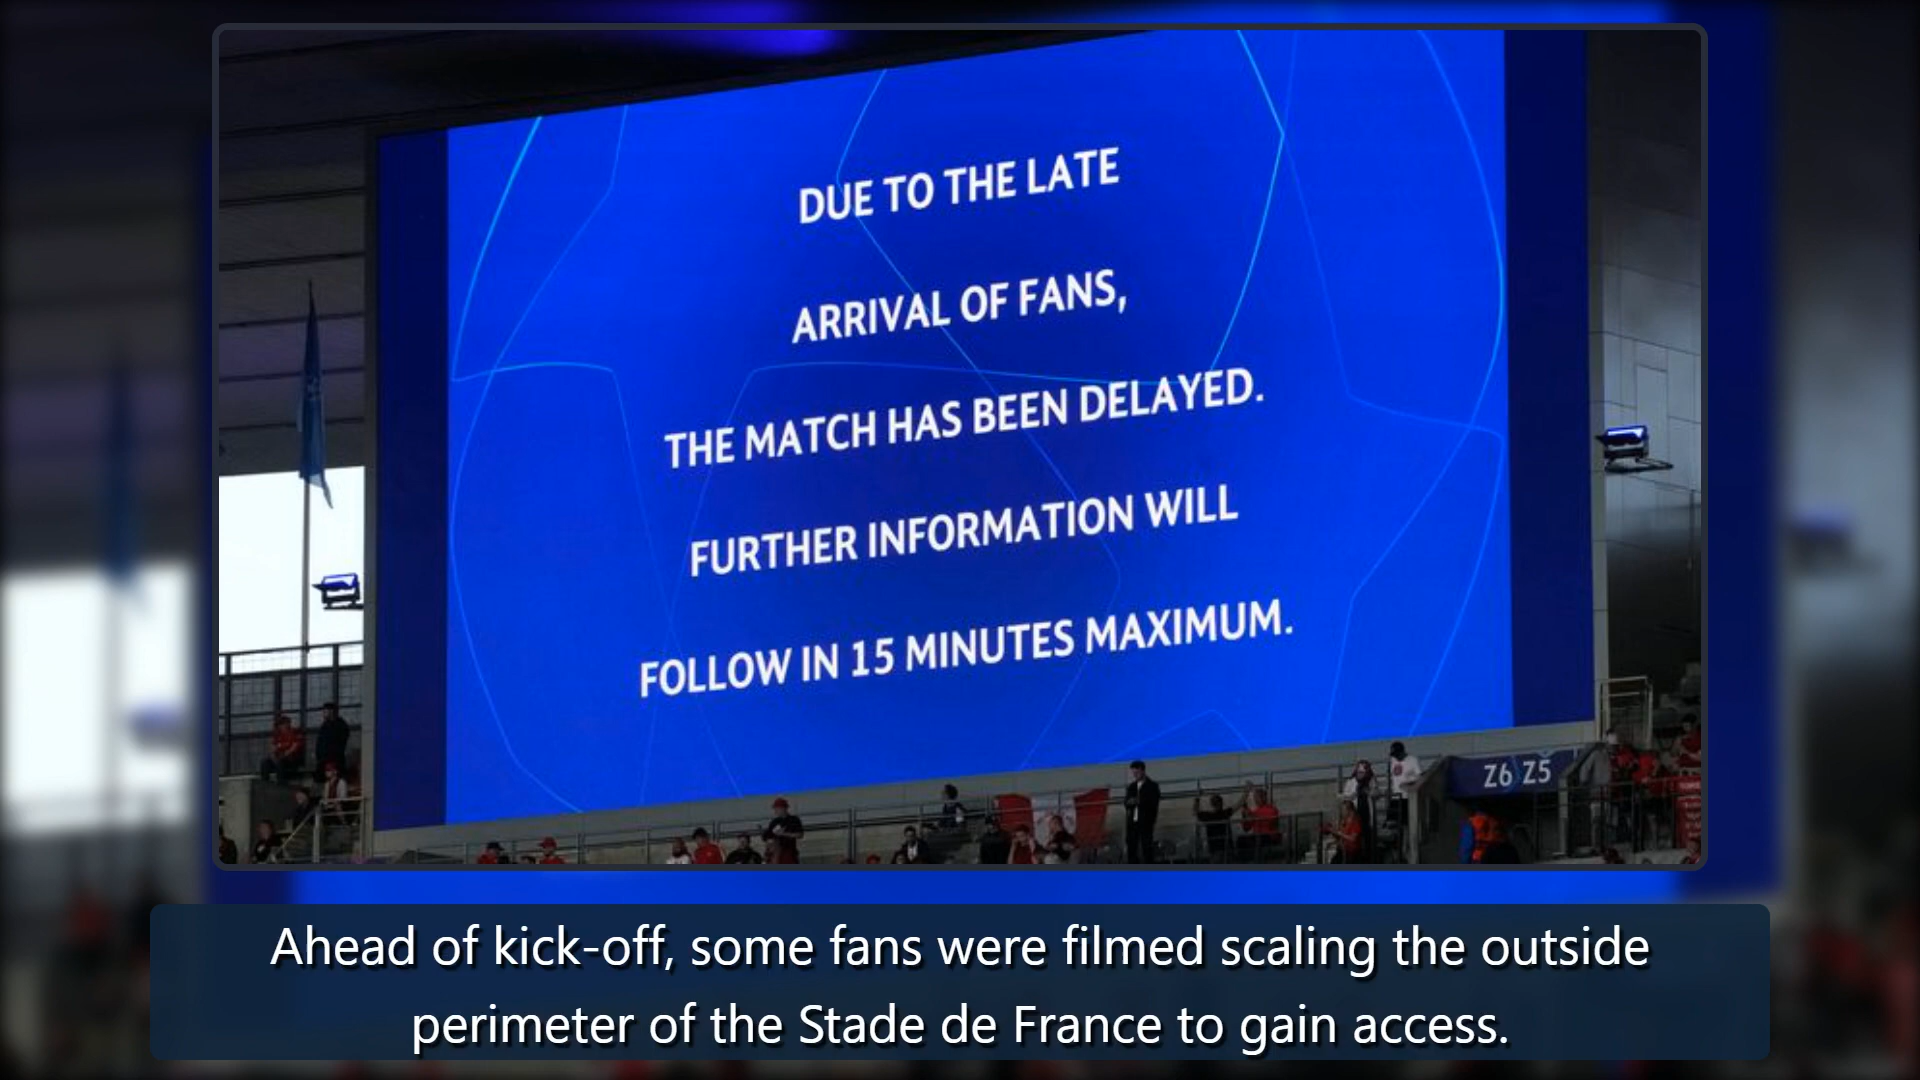 DUE TO THE LATE
ARRIVAL OF FANS,
THE MATCH HAS BEEN DELAYED.
FURTHER INFORMATION WILL
FOLLOW IN 15 MINUTES MAXIMUM.
Z6 Z5
Ahead of kick-off, some fans were filmed scaling the outside
perimeter of the Stade de France to gain access.